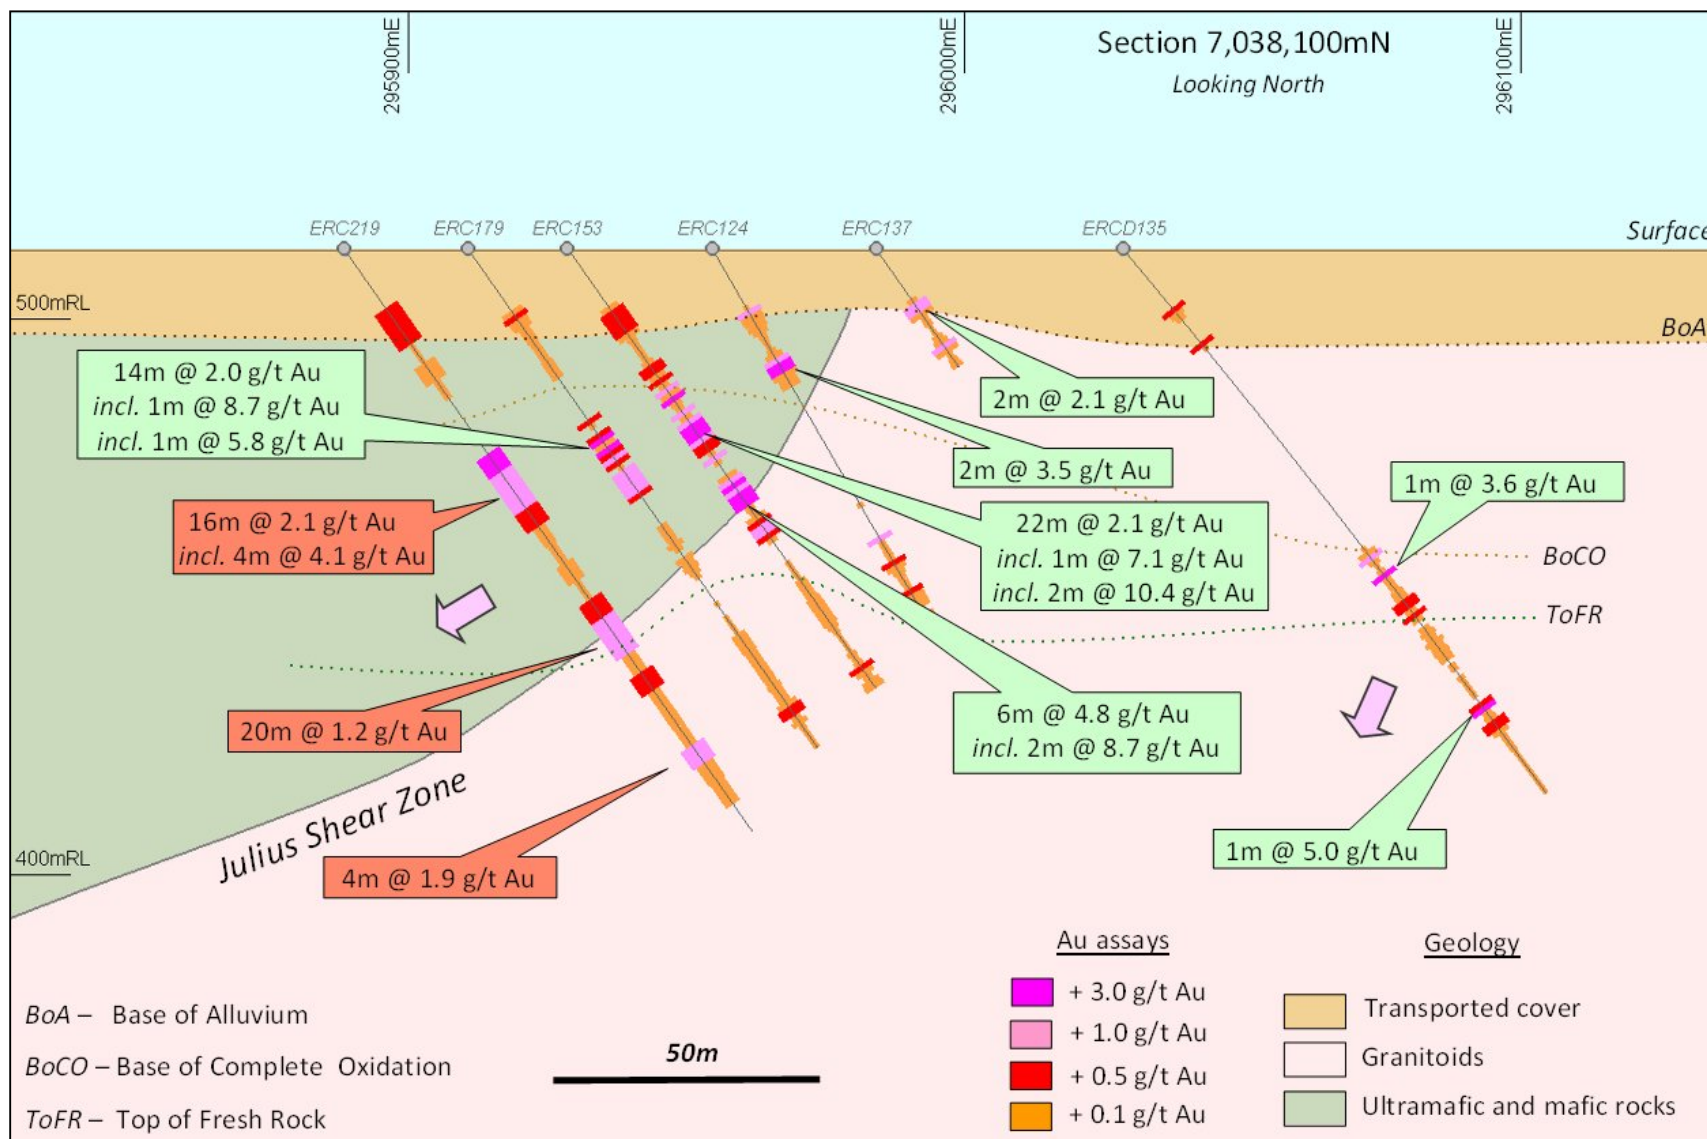 295900mE
296000mE
Section 7,038,100mN
Looking North
296100mE
ERC219
ERC179
ERC153
ERC124
ERC137
ERCD135
Surface
500mRL
BoA
14m @ 2.0 g/t Au
incl. 1m @ 8.7 g/t Au
incl. 1m @ 5.8 g/t Au
2m @ 2.1 g/t Au
2m @ 3.5 g/t Au
1m @ 3.6 g/t Au
16m @ 2.1 g/t Au
incl. 4m @ 4.1 g/t Au
22m @ 2.1 g/t Au
incl. 1m @ 7.1 g/t Au
incl. 2m @ 10.4 g/t Au
BoCO
ToFR
20m @ 1.2 g/t Au
6m @ 4.8 g/t Au
incl. 2m @ 8.7 g/t Au
Julius Shear Zone
400mRL
4m @ 1.9 g/t Au
1m @ 5.0 g/t Au
BoA – Base of Alluvium
BoCO – Base of Complete Oxidation
ToFR – Top of Fresh Rock
50m
Au assays
+ 3.0 g/t Au
+ 1.0 g/t Au
+ 0.5 g/t Au
+ 0.1 g/t Au
Geology
Transported cover
Granitoids
Ultramafic and mafic rocks